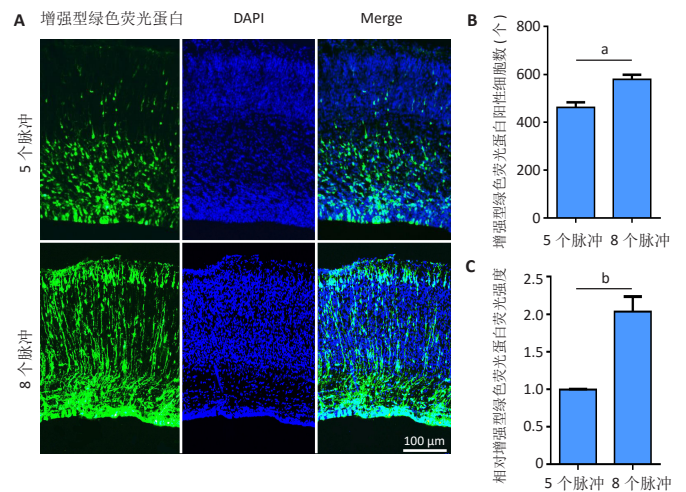 A 增强型绿色荧光蛋白 DAPI Merge
5 个脉冲
8 个脉冲
100 μm
B
增强型绿色荧光蛋白阳性细胞数 ( 个 )
800
600
400
200
0
a
5 个脉冲 8 个脉冲
C
相对增强型绿色荧光蛋白荧光强度
2.5
2.0
1.5
1.0
0.5
0
b
5 个脉冲 8 个脉冲